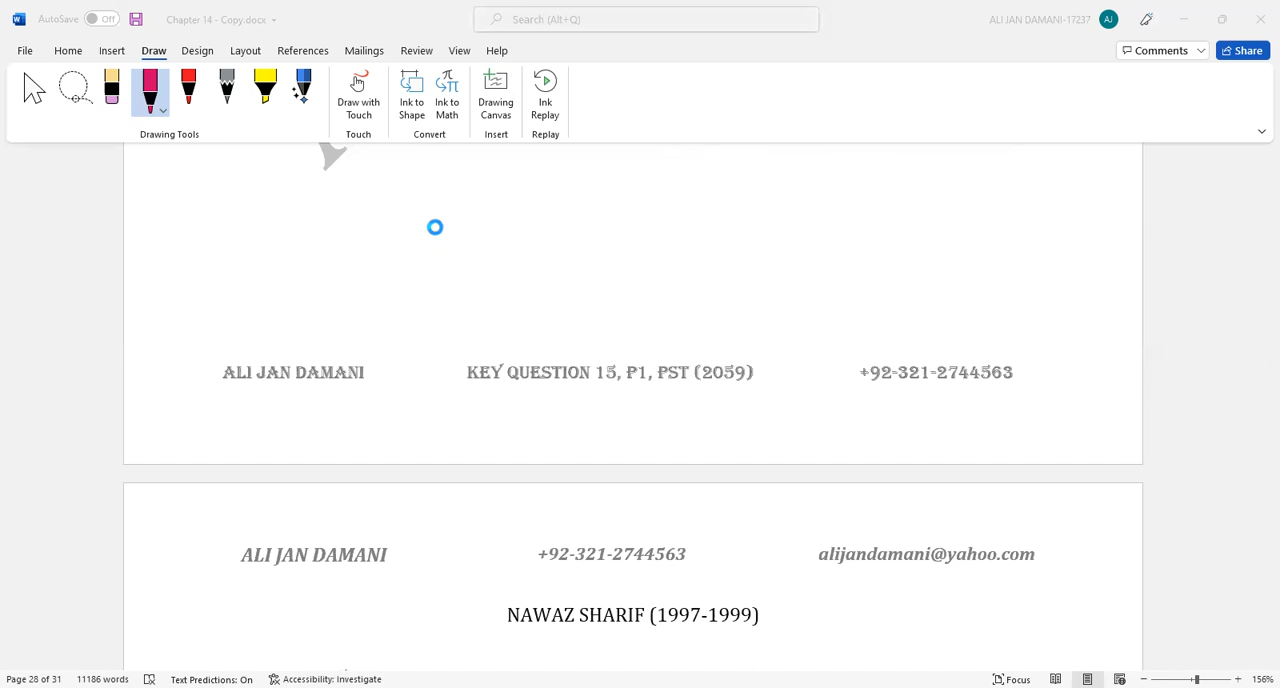 AutoSave Off Chapter 14 - Copy.docx Search (Alt+Q) ALI JAN DAMANI-17237 AJ
File Home Insert Draw Design Layout References Mailings Review View Help Comments Share
Draw with Touch Ink to Shape Ink to Math Drawing Canvas Ink Replay
Drawing Tools Touch Convert Insert Replay
ALI JAN DAMANI KEY QUESTION 15, P1, PST (2059) +92-321-2744563
ALI JAN DAMANI +92-321-2744563 alijandamani@yahoo.com
NAWAZ SHARIF (1997-1999)
Page 28 of 31 11186 words Text Predictions: On Accessibility: Investigate Focus 156%